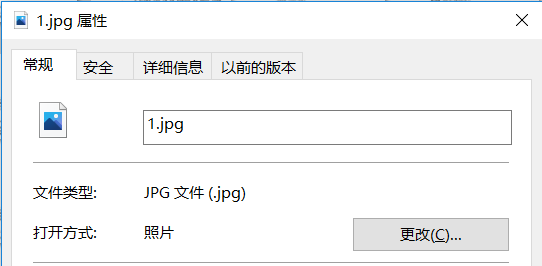 1.jpg 属性
常规 安全 详细信息 以前的版本
1.jpg
文件类型: JPG 文件 (.jpg)
打开方式: 照片 更改(C)...